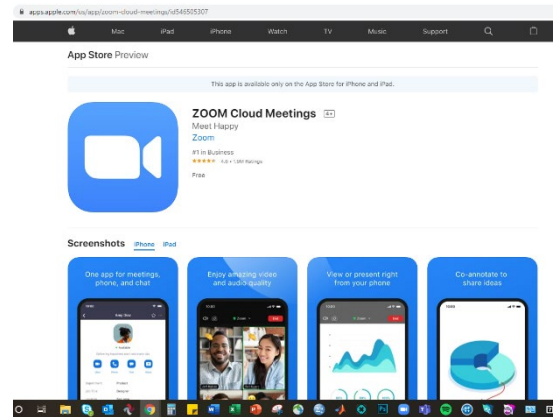 apps.apple.com/us/app/zoom-cloud-meetings/id546505307
Mac iPad iPhone Watch TV Music Support
App Store Preview
This app is available only on the App Store for iPhone and iPad.
ZOOM Cloud Meetings 4+
Meet Happy
Zoom
#1 in Business
Free
Screenshots iPhone iPad
One app for meetings, phone, and chat
Enjoy amazing video and audio quality
View or present right from your phone
Co-annotate to share ideas